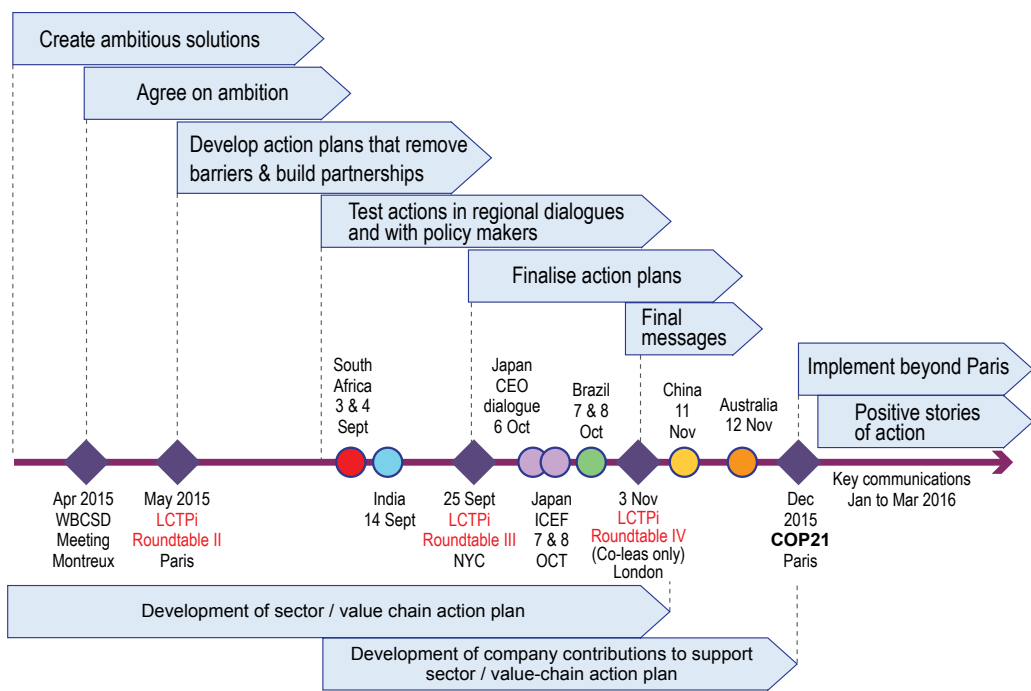 Create ambitious solutions
Agree on ambition
Develop action plans that remove
barriers & build partnerships
Test actions in regional dialogues
and with policy makers
Finalise action plans
Final
messages
Implement beyond Paris
Positive stories
of action
South
Africa
3 & 4
Sept
Japan
CEO
dialogue
6 Oct
Brazil
7 & 8
Oct
China
11
Nov
Australia
12 Nov
Apr 2015
WBCSD
Meeting
Montreux
May 2015
LCTPi
Roundtable II
Paris
India
14 Sept
25 Sept
LCTPi
Roundtable III
NYC
Japan
ICEF
7 & 8
OCT
3 Nov
LCTPi
Roundtable IV
(Co-leas only)
London
Dec
2015
COP21
Paris
Key communications
Jan to Mar 2016
Development of sector / value chain action plan
Development of company contributions to support
sector / value-chain action plan